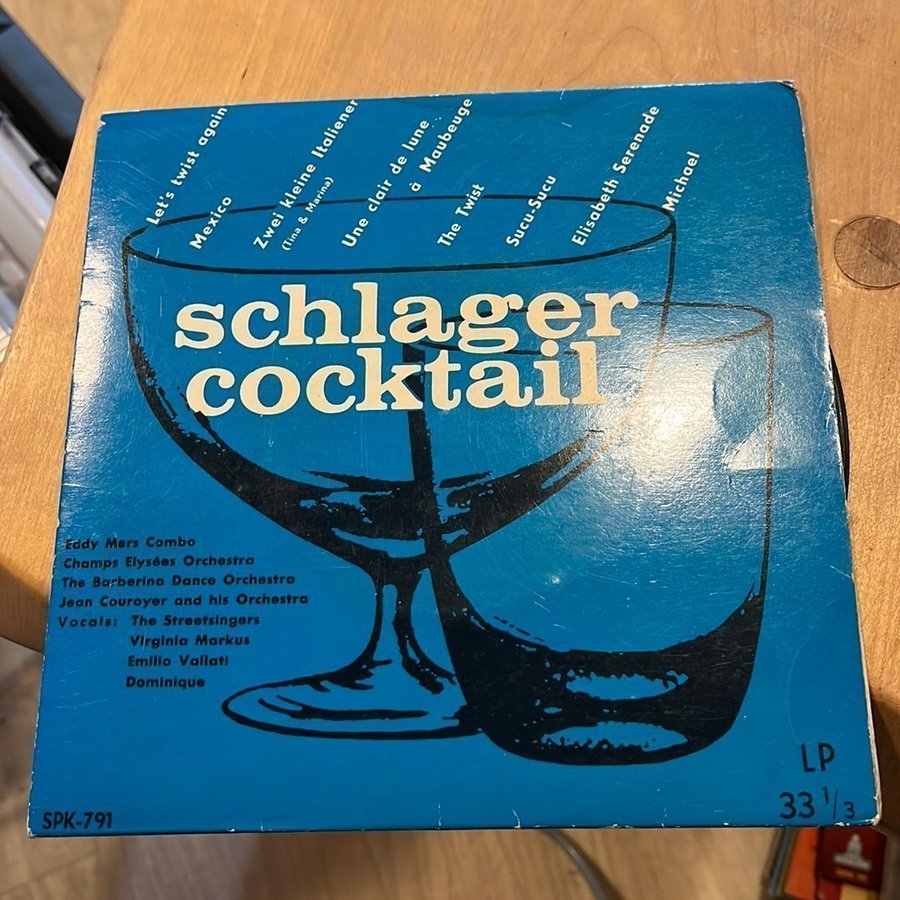 Let's twist again
Mexico
Zwei kleine Italiener
(Tina & Marina)
Une clair de lune
à Maubeuge
The Twist
Sucu-Sucu
Elisabeth Serenade
Michael
schlager
cocktail
Eddy Mers Combo
Champs Elysées Orchestra
The Barberina Dance Orchestra
Jean Couroyer and his Orchestra
Vocals: The Streetsingers
Virginia Markus
Emilio Vallati
Dominique
LP
33 1/3
SPK-791